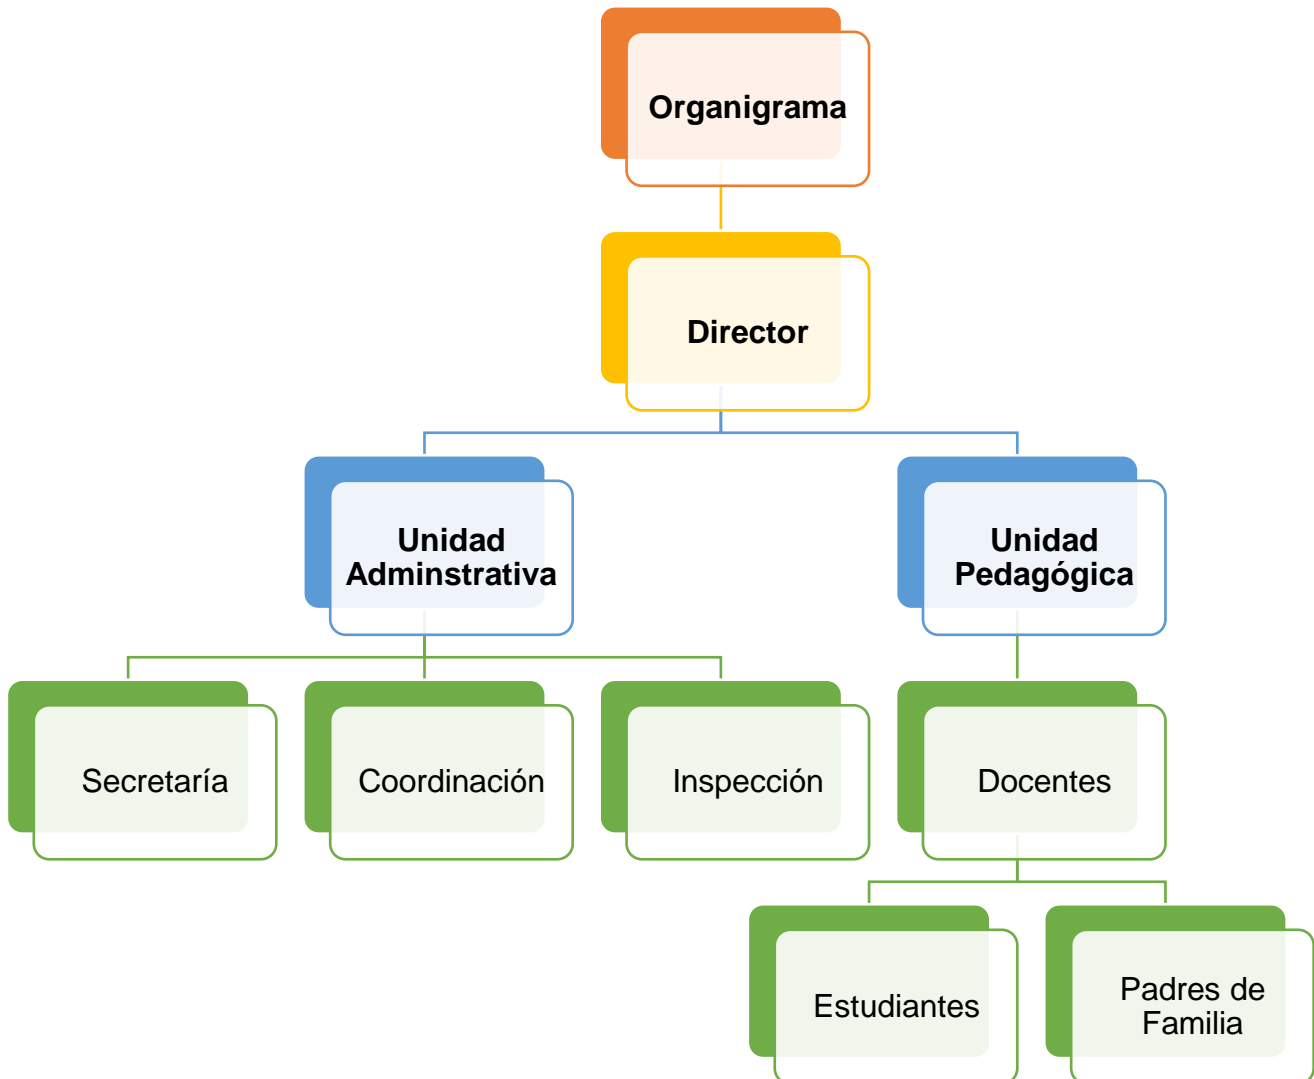 Organigrama
Director
Unidad
Adminstrativa
Unidad
Pedagógica
Secretaría
Coordinación
Inspección
Docentes
Estudiantes
Padres de
Familia